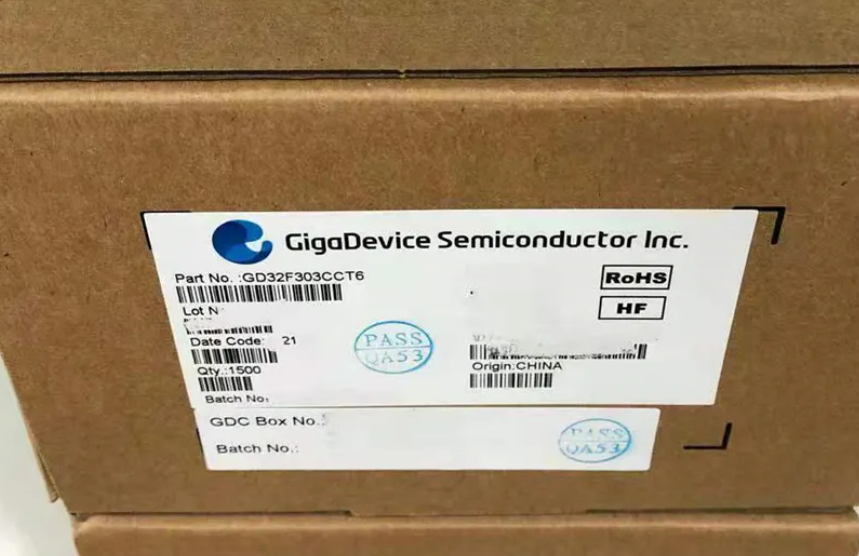 GigaDevice Semiconductor Inc.
Part No. :GD32F303CCT6
RoHS
HF
Lot N
Date Code: 21
PASS
QA53
Qty.:1500
Origin:CHINA
Batch No.
GDC Box No.:
Batch No.:
PASS
QA53